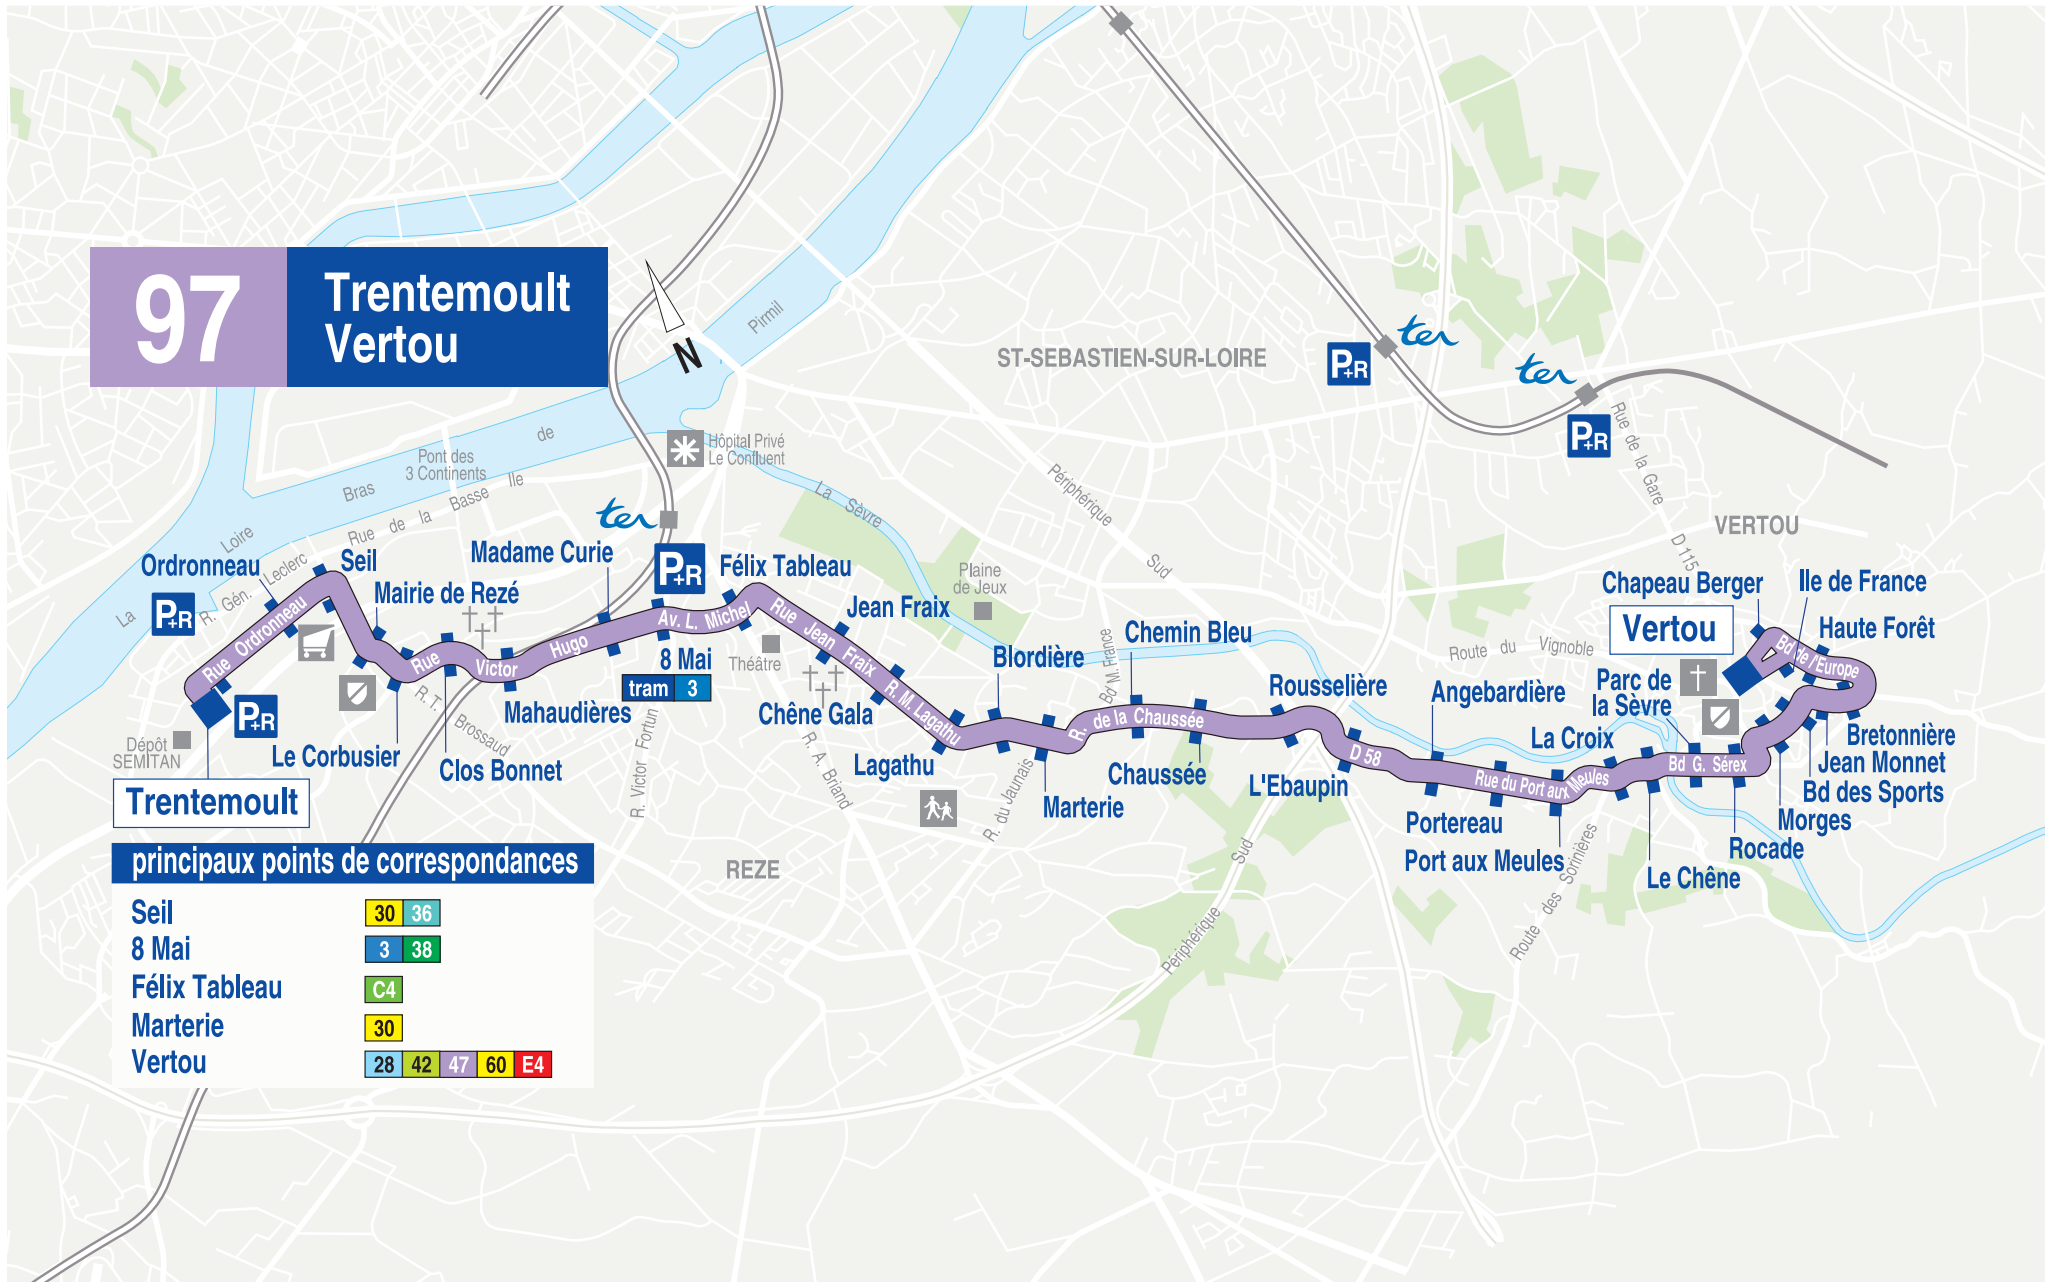 97
Trentemoult
Vertou
N
Pirmil
de
Bras
Pont des
3 Continents
Hôpital Privé
Le Confluent
La Sèvre
ST-SEBASTIEN-SUR-LOIRE
ter
P+R
ter
P+R
Rue de la Gare
D 115
VERTOU
Périphérique
Sud
Rue de la Basse Ile
La
Loire
R. Gén. Leclerc
ter
P+R
Ordronneau
Seil
Mairie de Rezé
Madame Curie
Félix Tableau
Jean Fraix
Plaine
de Jeux
Bd M. France
Chemin Bleu
Blordière
Rousselière
Angebardière
Route du Vignoble
Parc de
la Sèvre
La Croix
Chapeau Berger
Ile de France
Haute Forêt
Vertou
P+R
P+R
Rue Ordronneau
Rue
Victor
Hugo
Av. L. Michel
Rue Jean Fraix
R. M. Lagathu
R. de la Chaussée
D 58
Rue du Port aux Meules
Bd G. Sérex
Bd de l'Europe
8 Mai
tram 3
Théâtre
Mahaudières
Chêne Gala
Lagathu
Marterie
Chaussée
L'Ebaupin
Portereau
Port aux Meules
Le Chêne
Rocade
Morges
Bd des Sports
Jean Monnet
Bretonnière
Dépôt
SEMITAN
Le Corbusier
Clos Bonnet
R. T. Brossaud
R. Victor Fortun
R. A. Briand
R. du Jaunais
Périphérique
Sud
Route des Sorinières
REZE
Trentemoult
principaux points de correspondances
Seil 30 36
8 Mai 3 38
Félix Tableau C4
Marterie 30
Vertou 28 42 47 60 E4